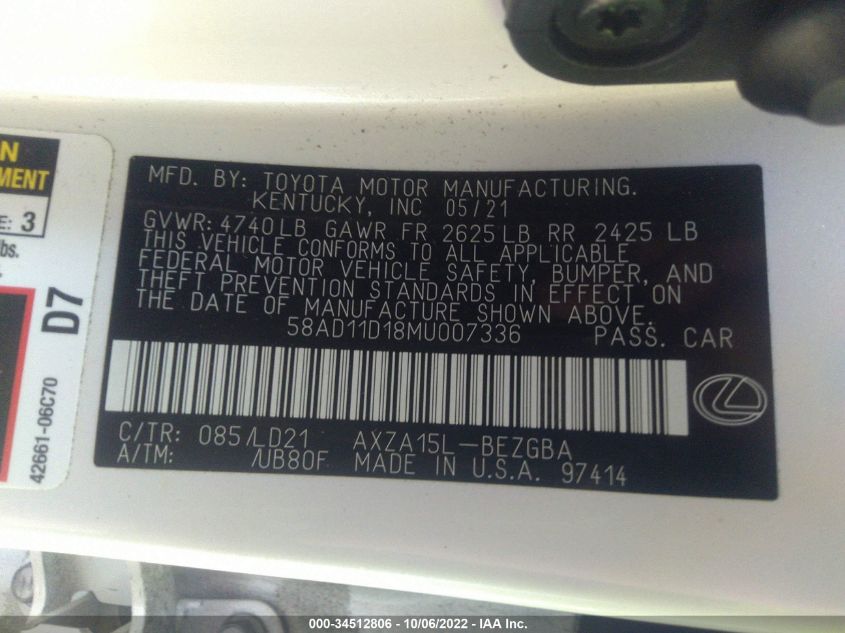 N
MENT
E: 3
lbs.
D7
42661-06C70
MFD. BY: TOYOTA MOTOR MANUFACTURING.
KENTUCKY, INC 05/21
GVWR: 4740LB GAWR FR 2625LB RR 2425 LB
THIS VEHICLE CONFORMS TO ALL APPLICABLE
FEDERAL MOTOR VEHICLE SAFETY, BUMPER, AND
THEFT PREVENTION STANDARDS IN EFFECT ON
THE DATE OF MANUFACTURE SHOWN ABOVE.
58AD11D18MU007336 PASS. CAR
C/TR: 085/LD21 AXZA15L-BEZGBA
A/TM: /UB80F MADE IN U.S.A. 97414
000-34512806 - 10/06/2022 - IAA Inc.